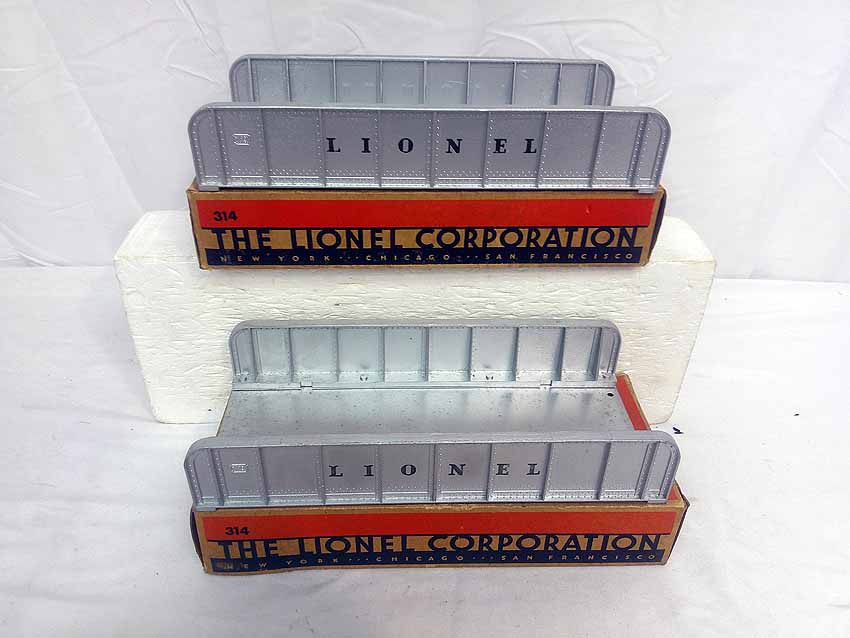 LIONEL
314
THE LIONEL CORPORATION
NEW YORK ··· CHICAGO ··· SAN FRANCISCO
LIONEL
314
THE LIONEL CORPORATION
NEW YORK ··· CHICAGO ··· SAN FRANCISCO